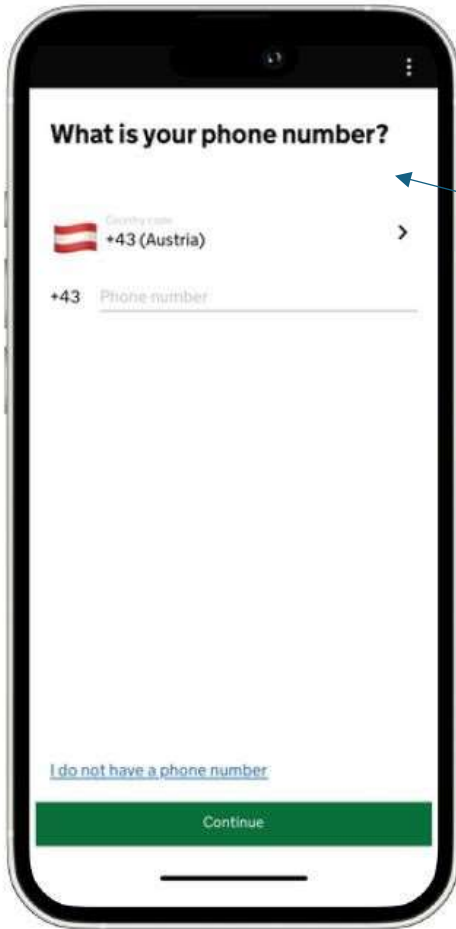 What is your phone number?
Country code
+43 (Austria)
+43 Phone number
I do not have a phone number
Continue